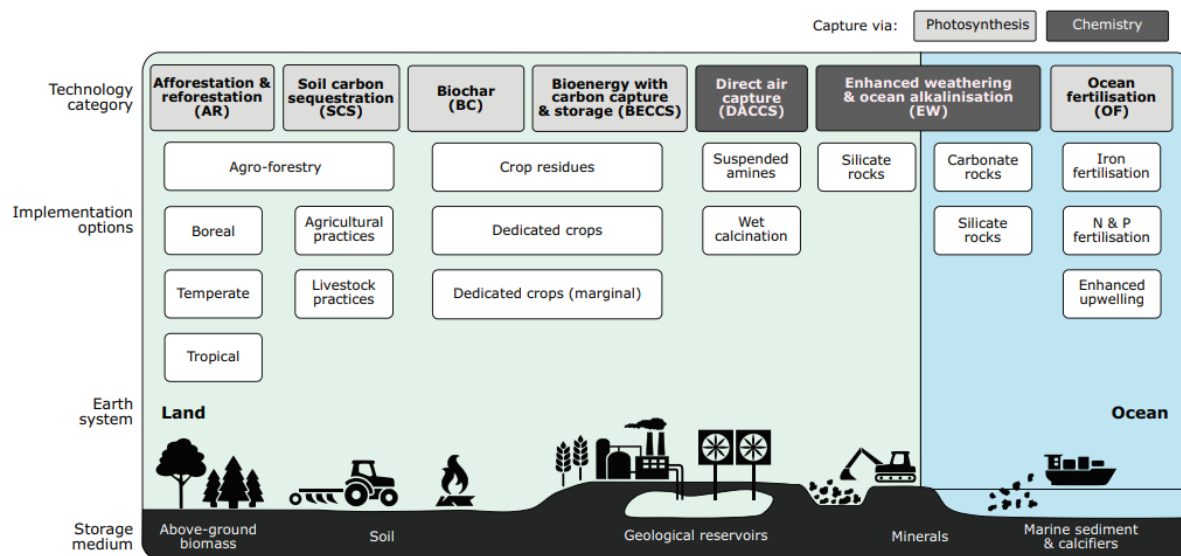 Capture via:
Photosynthesis
Chemistry
Technology
category
Afforestation &
reforestation
(AR)
Soil carbon
sequestration
(SCS)
Biochar
(BC)
Bioenergy with
carbon capture
& storage (BECCS)
Direct air
capture
(DACCS)
Enhanced weathering
& ocean alkalinisation
(EW)
Ocean
fertilisation
(OF)
Implementation
options
Agro-forestry
Crop residues
Suspended
amines
Silicate
rocks
Carbonate
rocks
Iron
fertilisation
Boreal
Agricultural
practices
Dedicated crops
Wet
calcination
Silicate
rocks
N & P
fertilisation
Temperate
Livestock
practices
Dedicated crops (marginal)
Enhanced
upwelling
Tropical
Earth
system
Land
Ocean
Storage
medium
Above-ground
biomass
Soil
Geological reservoirs
Minerals
Marine sediment
& calcifiers